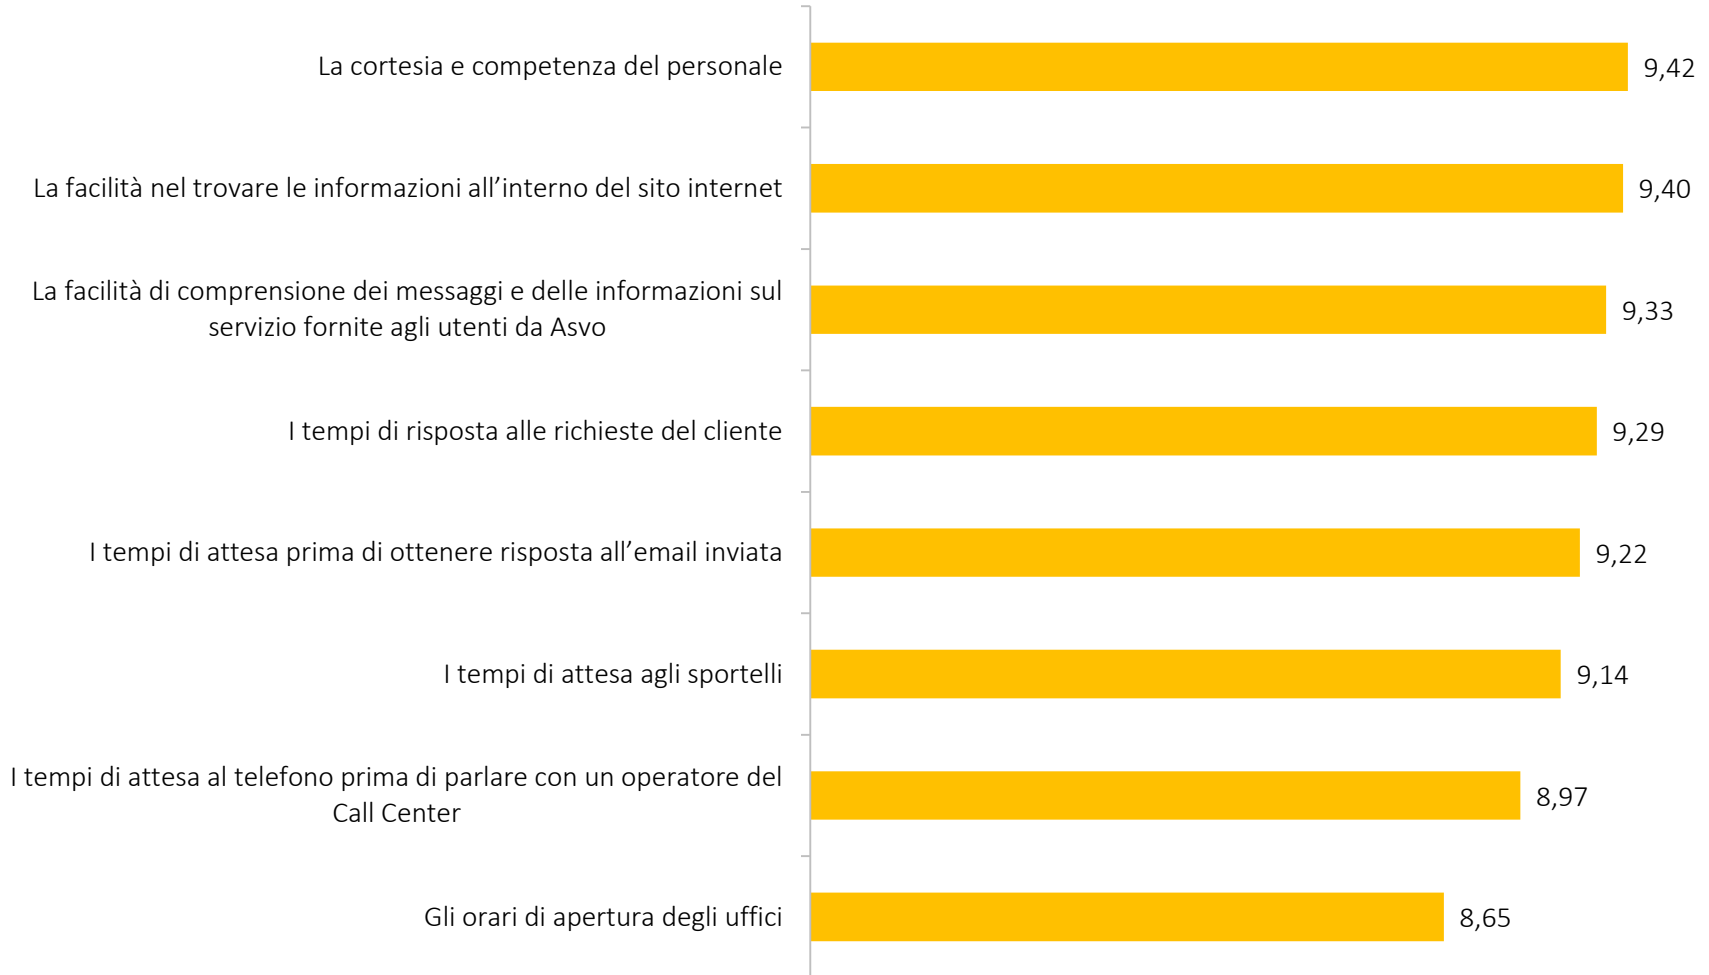 La cortesia e competenza del personale
9,42
La facilità nel trovare le informazioni all’interno del sito internet
9,40
La facilità di comprensione dei messaggi e delle informazioni sul
servizio fornite agli utenti da Asvo
9,33
I tempi di risposta alle richieste del cliente
9,29
I tempi di attesa prima di ottenere risposta all’email inviata
9,22
I tempi di attesa agli sportelli
9,14
I tempi di attesa al telefono prima di parlare con un operatore del
Call Center
8,97
Gli orari di apertura degli uffici
8,65